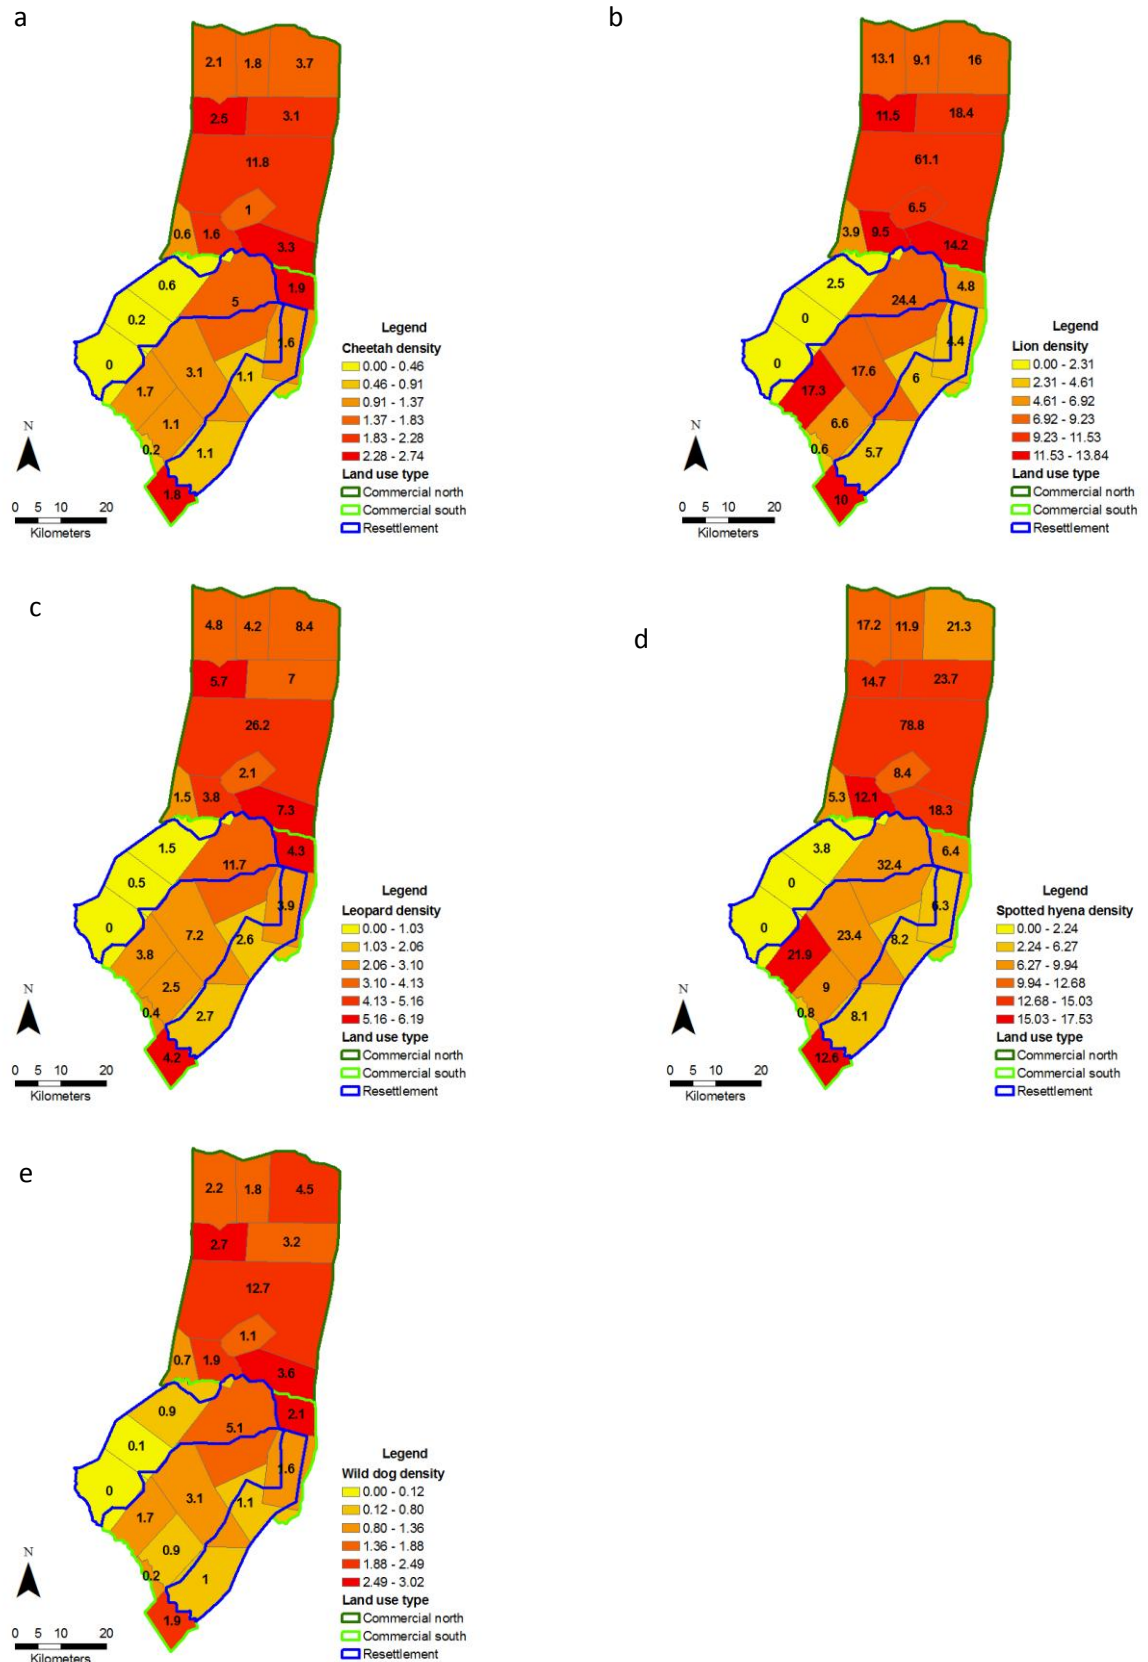 a
2.1 1.8 3.7
2.5 3.1
11.8
1
0.6 1.6 3.3
0.6 5 1.9
0.2
0 3.1 1.1 1.6
1.7
1.1
0.2 1.1
1.8
N
0 5 10 20
Kilometers
Legend
Cheetah density
0.00 - 0.46
0.46 - 0.91
0.91 - 1.37
1.37 - 1.83
1.83 - 2.28
2.28 - 2.74
Land use type
Commercial north
Commercial south
Resettlement
b
13.1 9.1 16
11.5 18.4
61.1
6.5
3.9 9.5 14.2
2.5 24.4 4.8
0
0 17.6 6 4.4
17.3
6.6
0.6 5.7
10
N
0 5 10 20
Kilometers
Legend
Lion density
0.00 - 2.31
2.31 - 4.61
4.61 - 6.92
6.92 - 9.23
9.23 - 11.53
11.53 - 13.84
Land use type
Commercial north
Commercial south
Resettlement
c
4.8 4.2 8.4
5.7 7
26.2
2.1
1.5 3.8 7.3
1.5 11.7 4.3
0.5
0 7.2 2.6 3.9
3.8
2.5
0.4 2.7
4.2
N
0 5 10 20
Kilometers
Legend
Leopard density
0.00 - 1.03
1.03 - 2.06
2.06 - 3.10
3.10 - 4.13
4.13 - 5.16
5.16 - 6.19
Land use type
Commercial north
Commercial south
Resettlement
d
17.2 11.9 21.3
14.7 23.7
78.8
8.4
5.3 12.1 18.3
3.8 32.4 6.4
0
0 23.4 8.2 6.3
21.9
9
0.8 8.1
12.6
N
0 5 10 20
Kilometers
Legend
Spotted hyena density
0.00 - 2.24
2.24 - 6.27
6.27 - 9.94
9.94 - 12.68
12.68 - 15.03
15.03 - 17.53
Land use type
Commercial north
Commercial south
Resettlement
e
2.2 1.8 4.5
2.7 3.2
12.7
1.1
0.7 1.9 3.6
0.9 5.1 2.1
0.1
0 3.1 1.1 1.6
1.7
0.9
0.2 1
1.9
N
0 5 10 20
Kilometers
Legend
Wild dog density
0.00 - 0.12
0.12 - 0.80
0.80 - 1.36
1.36 - 1.88
1.88 - 2.49
2.49 - 3.02
Land use type
Commercial north
Commercial south
Resettlement